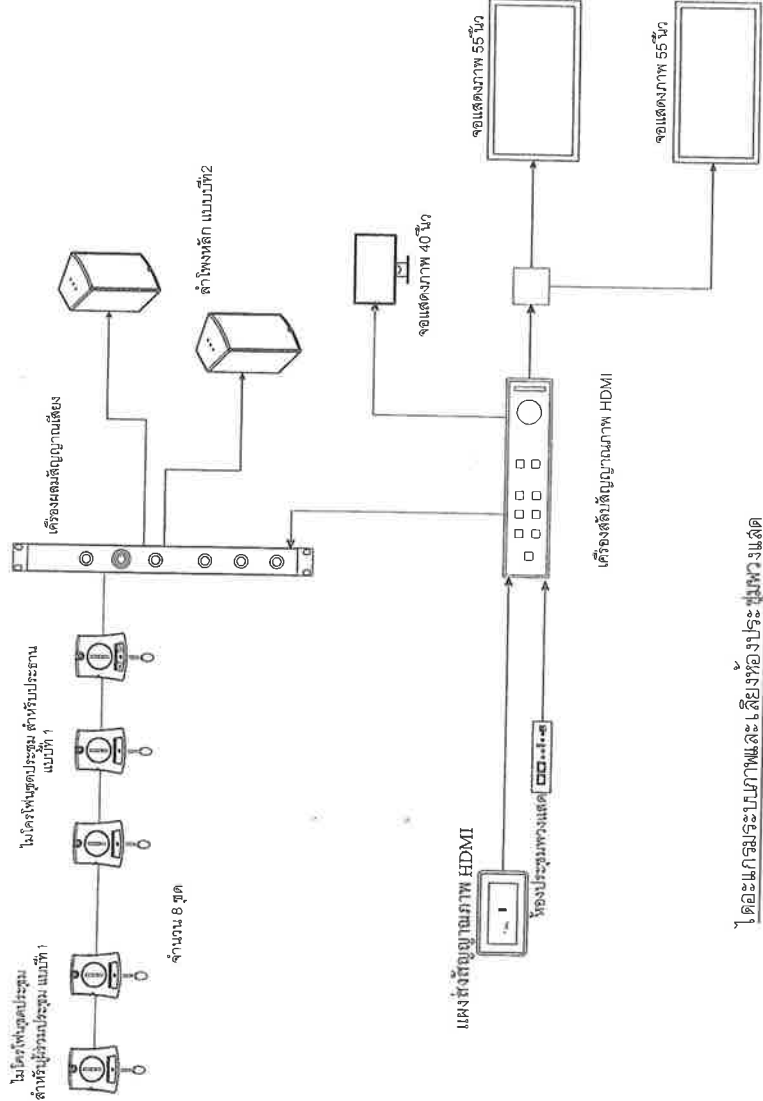 ไมโครโฟนชุดประชุม
สำหรับผู้ร่วมประชุม แบบที่ 1
ไมโครโฟนชุดประชุม สำหรับประธาน
แบบที่ 1
จำนวน 8 ชุด
เครื่องผสมสัญญาณเสียง
ลำโพงหลัก แบบบที่2
จอแสดงภาพ 40 นิ้ว
จอแสดงภาพ 55 นิ้ว
จอแสดงภาพ 55 นิ้ว
แผงส่งสัญญาณภาพ HDMI
ห้องประชุมพวงแสด
เครื่องสลับสัญญาณภาพ HDMI
ไดอะแกรมระบบภาพและเสียงห้องประชุมพวงแสด